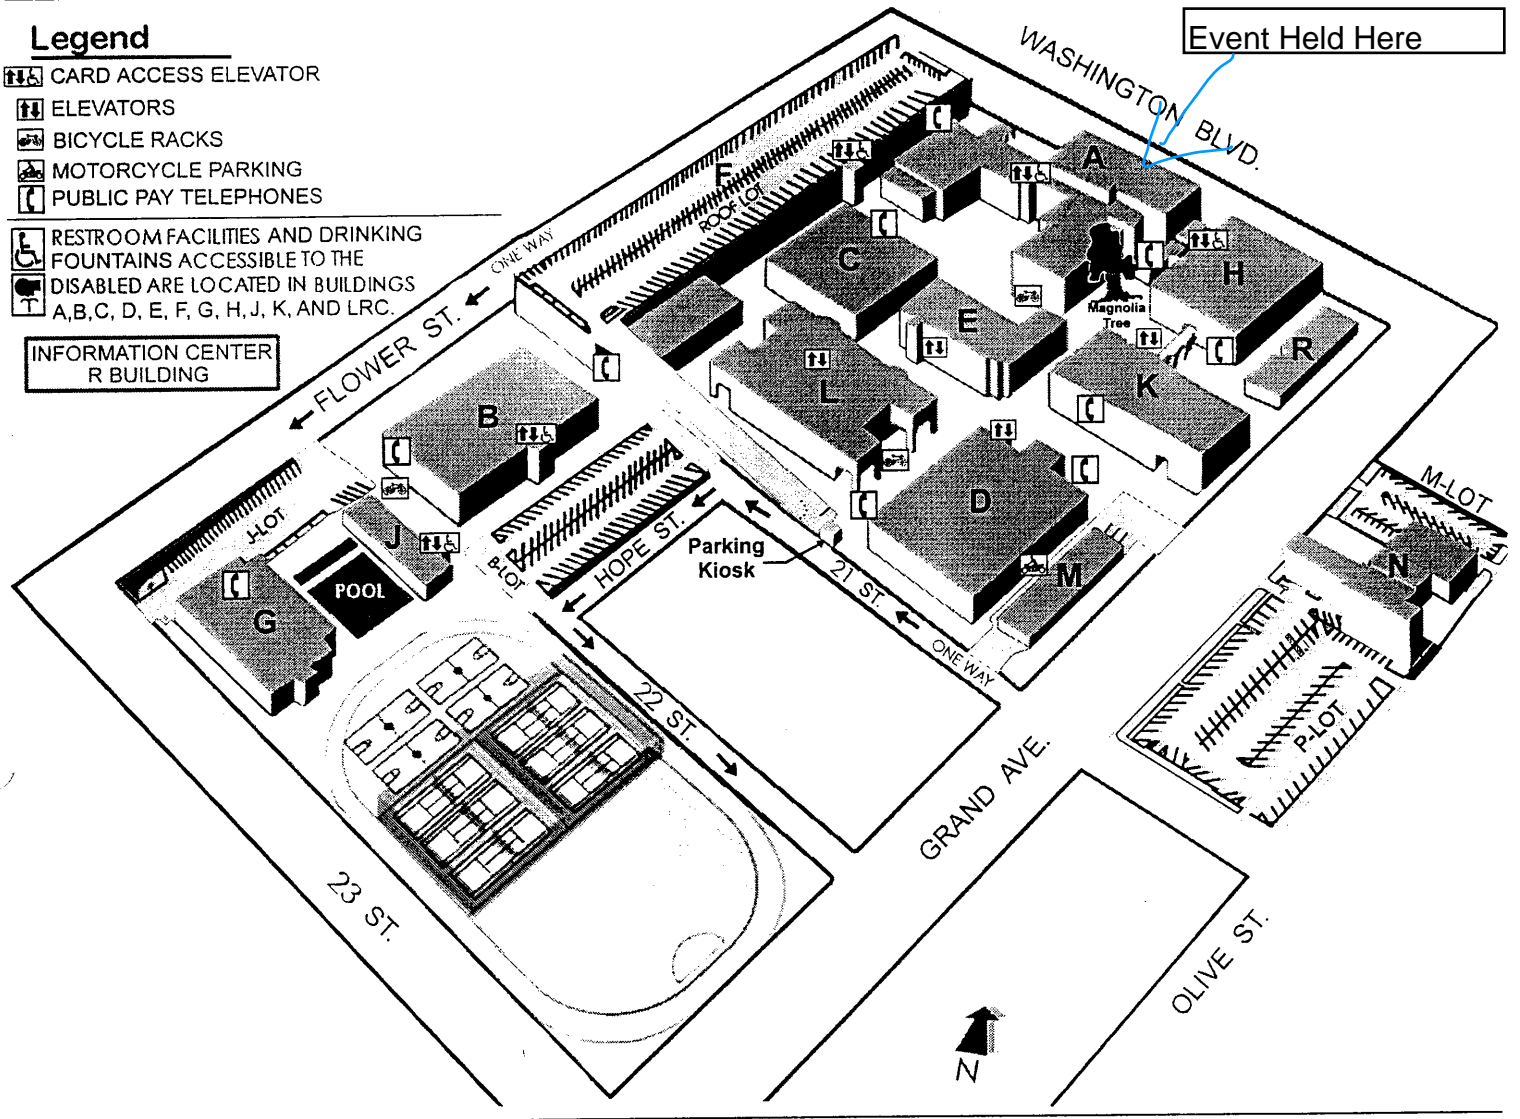 Event Held Here
Legend
CARD ACCESS ELEVATOR
ELEVATORS
BICYCLE RACKS
MOTORCYCLE PARKING
PUBLIC PAY TELEPHONES
RESTROOM FACILITIES AND DRINKING
FOUNTAINS ACCESSIBLE TO THE
DISABLED ARE LOCATED IN BUILDINGS
A,B,C, D, E, F, G, H, J, K, AND LRC.
INFORMATION CENTER
R BUILDING
WASHINGTON BLVD.
A
F
ROOF LOT
ONE WAY
C
H
Magnolia
Tree
E
R
FLOWER ST.
L
K
B
D
M-LOT
J-LOT
J
B-LOT
HOPE ST.
Parking
Kiosk
21 ST.
M
N
POOL
G
ONE WAY
22 ST.
P-LOT
GRAND AVE.
23 ST.
OLIVE ST.
N